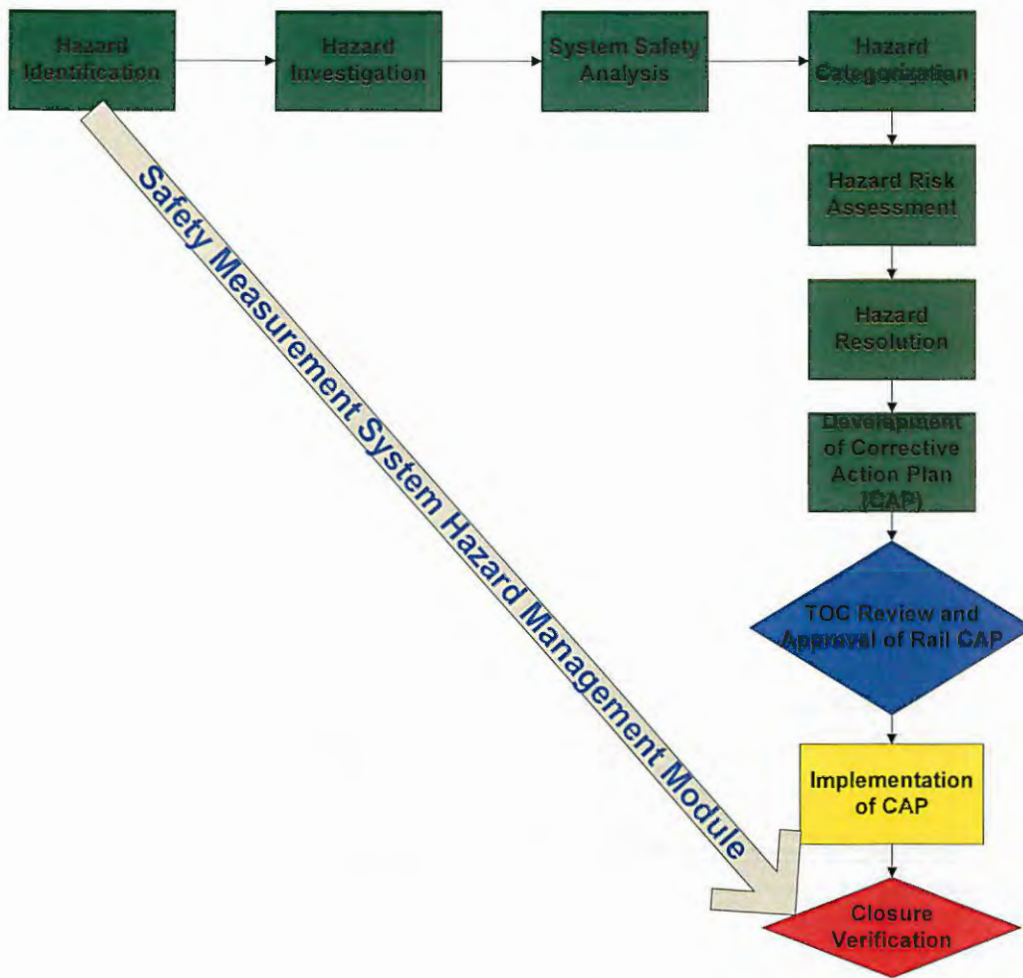 Hazard
Identification
Hazard
Investigation
System Safety
Analysis
Hazard
Categorization
Hazard Risk
Assessment
Hazard
Resolution
Development
of Corrective
Action Plan
(CAP)
TOC Review and
Approval of Rail CAP
Implementation
of CAP
Closure
Verification
Safety Measurement System Hazard Management Module